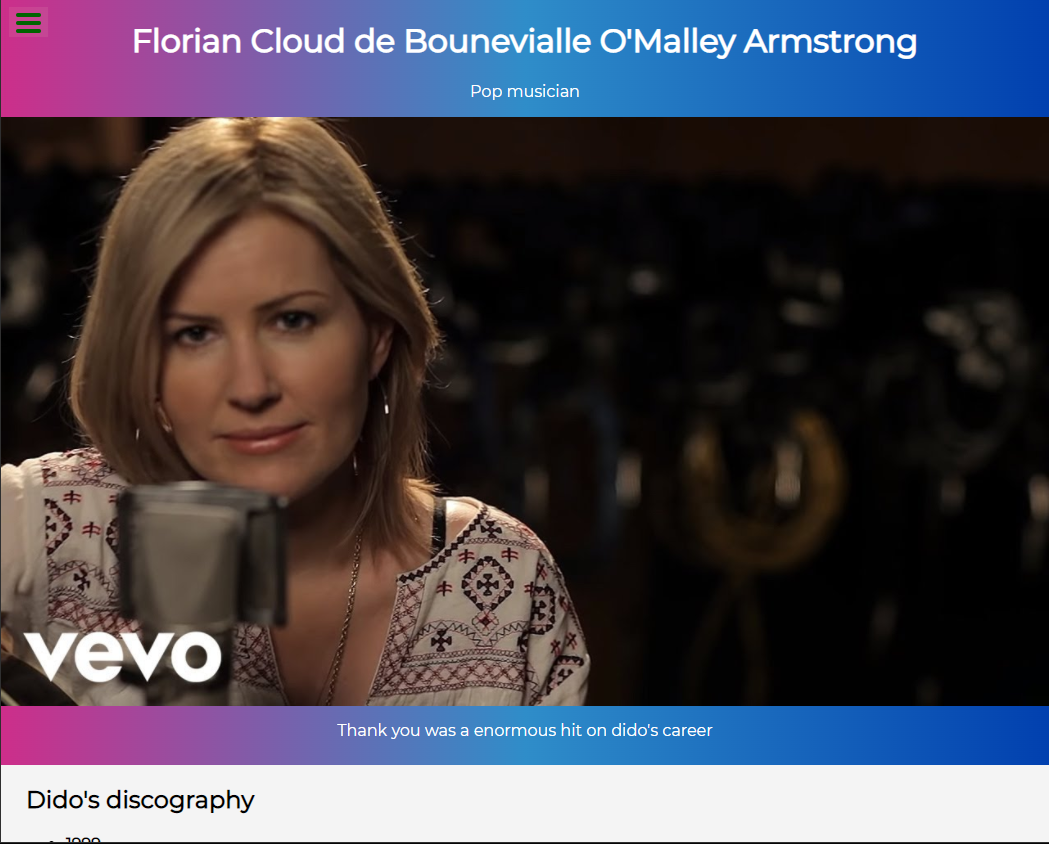 Florian Cloud de Bounevialle O'Malley Armstrong
Pop musician
vevo
Thank you was a enormous hit on dido's career
Dido's discography